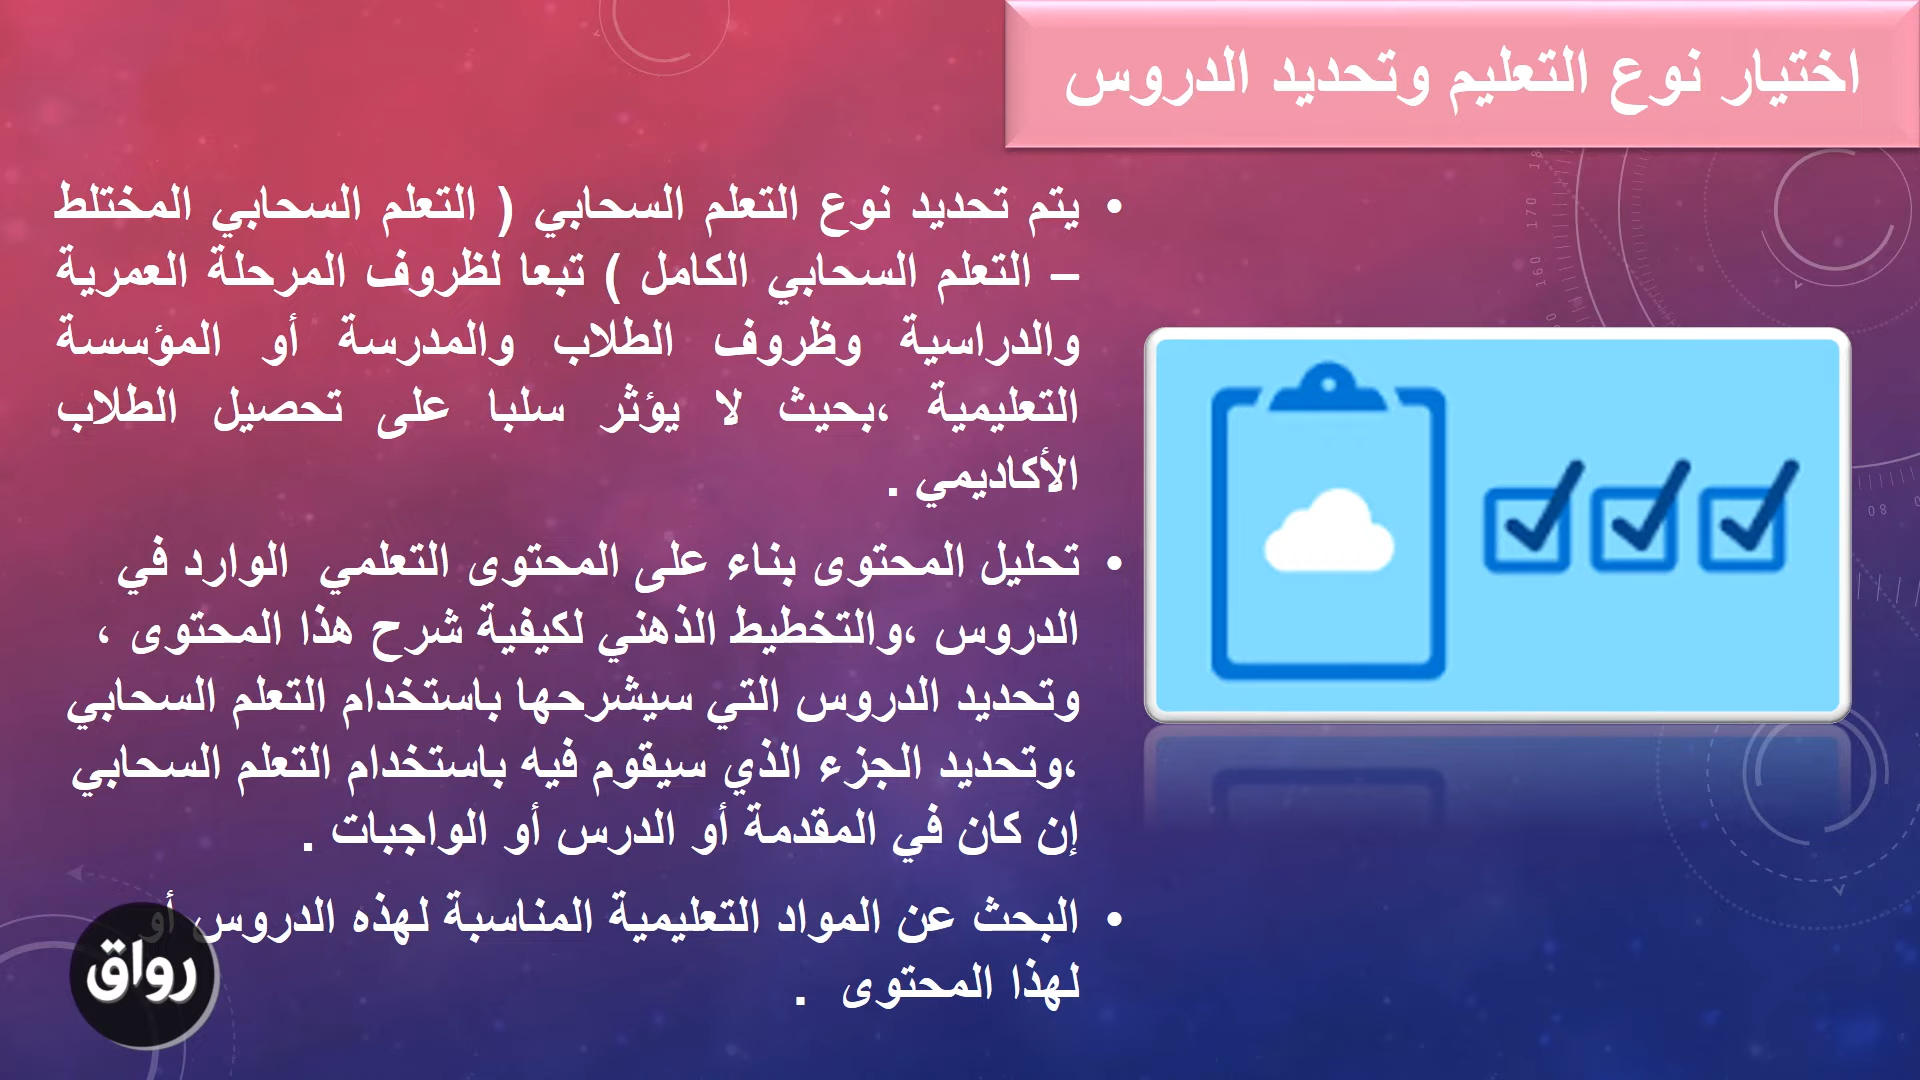 اختيار نوع التعليم وتحديد الدروس
• يتم تحديد نوع التعلم السحابي ( التعلم السحابي المختلط
– التعلم السحابي الكامل ) تبعا لظروف المرحلة العمرية
والدراسية وظروف الطلاب والمدرسة أو المؤسسة
التعليمية ،بحيث لا يؤثر سلبا على تحصيل الطلاب
الأكاديمي .
• تحليل المحتوى بناء على المحتوى التعلمي الوارد في
الدروس ،والتخطيط الذهني لكيفية شرح هذا المحتوى ،
وتحديد الدروس التي سيشرحها باستخدام التعلم السحابي
،وتحديد الجزء الذي سيقوم فيه باستخدام التعلم السحابي
إن كان في المقدمة أو الدرس أو الواجبات .
• البحث عن المواد التعليمية المناسبة لهذه الدروس أو
لهذا المحتوى .
رواق
170
160
80